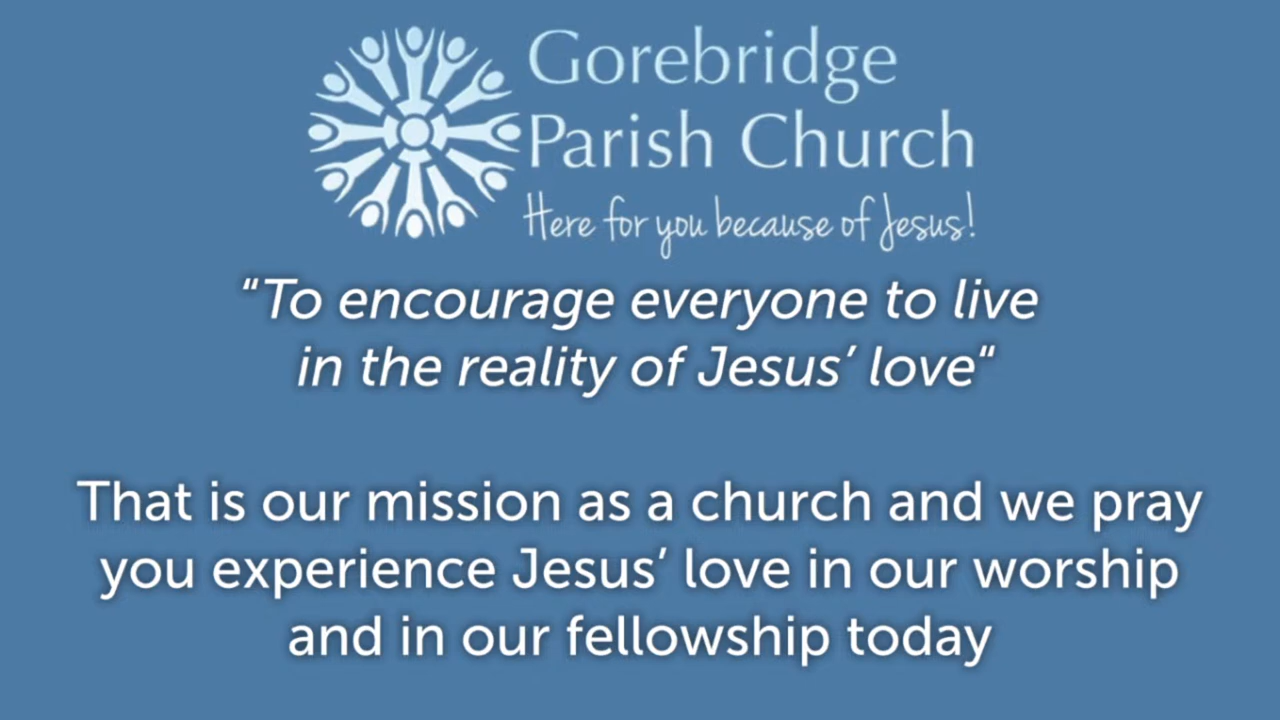 Gorebridge
Parish Church
Here for you because of Jesus!
“To encourage everyone to live
in the reality of Jesus’ love“
That is our mission as a church and we pray
you experience Jesus’ love in our worship
and in our fellowship today